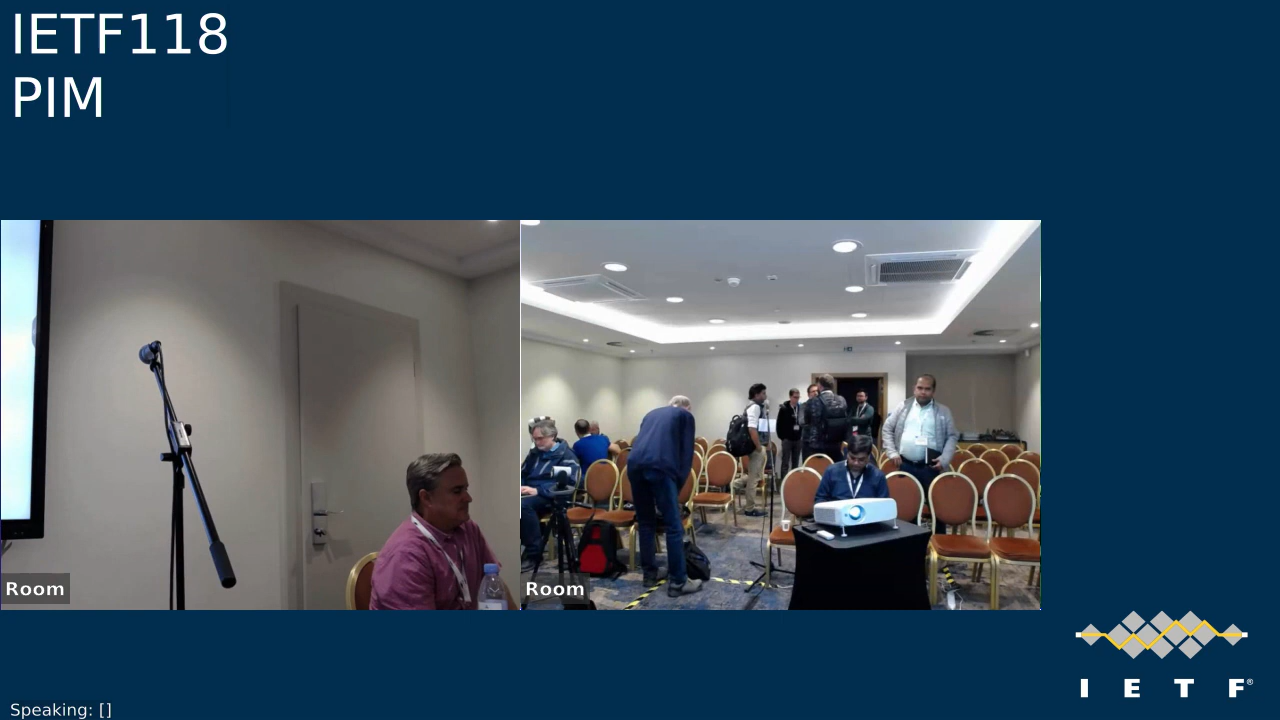 IETF118
PIM
Room
Room
I E T F®
Speaking: []